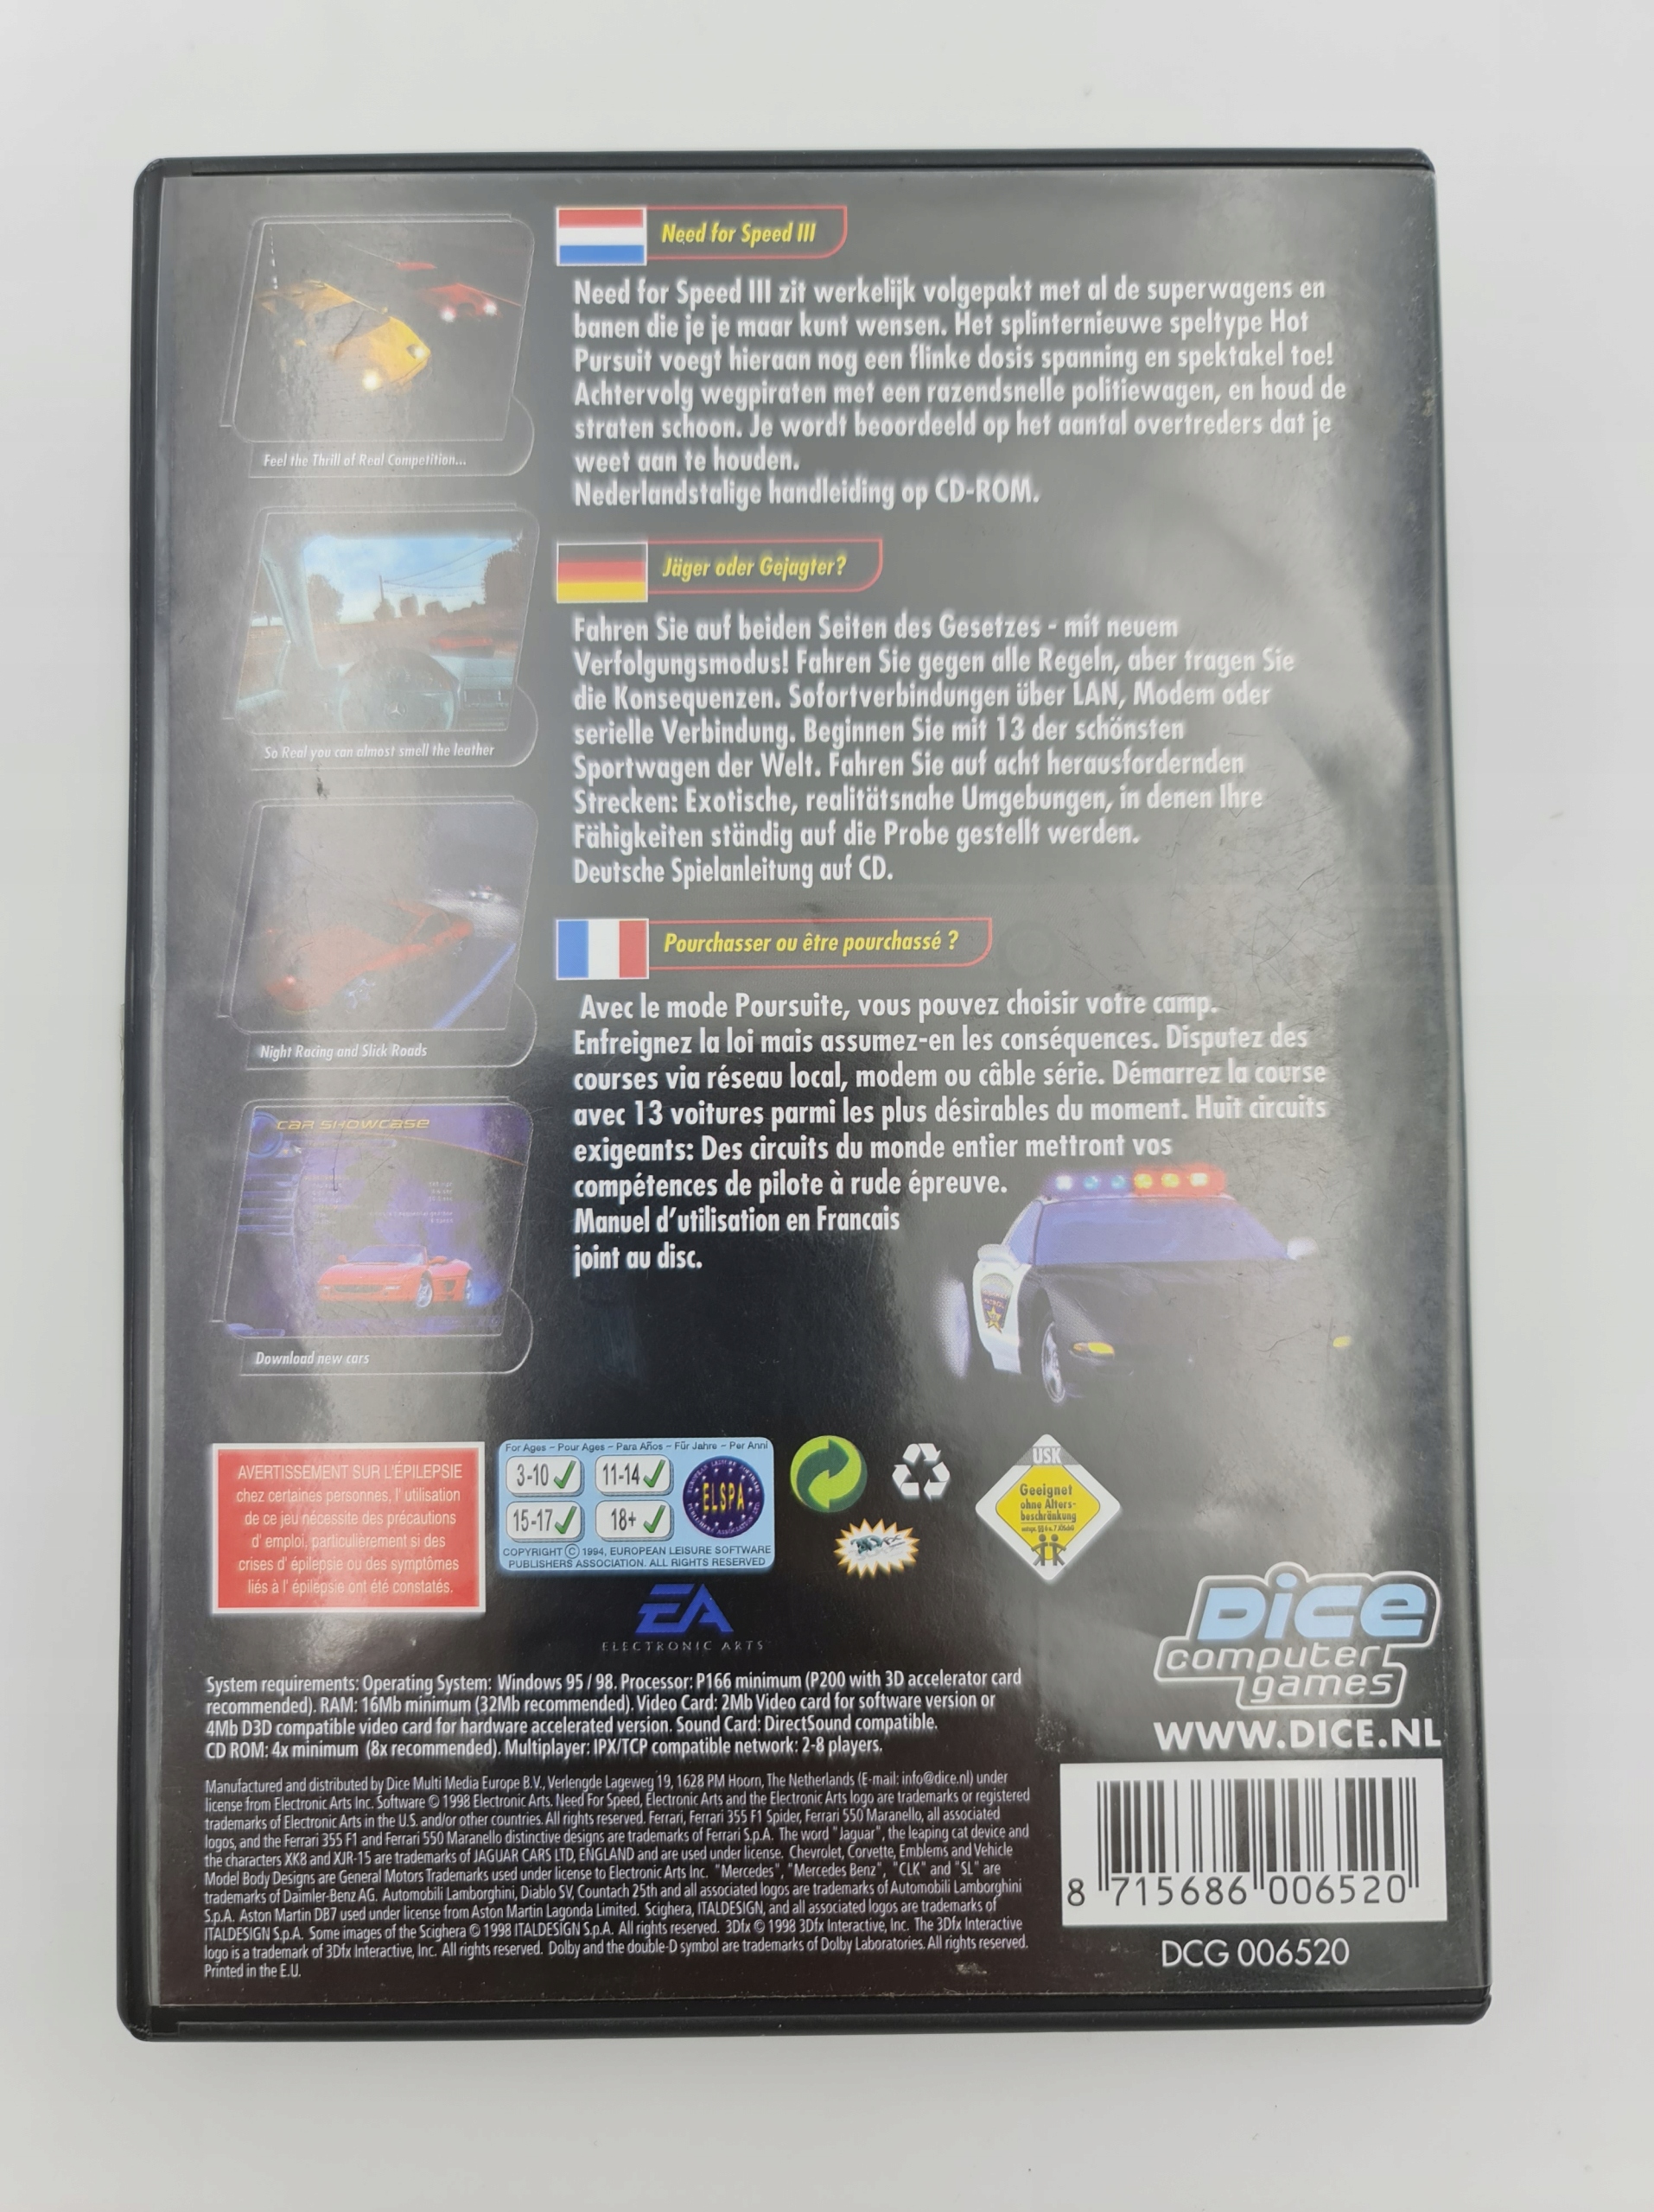 Need for Speed III
Need for Speed III zit werkelijk volgepakt met al de superwagens en
banen die je je maar kunt wensen. Het splinternieuwe speltype Hot
Pursuit voegt hieraan nog een flinke dosis spanning en spektakel toe!
Achtervolg wegpiraten met een razendsnelle politiewagen, en houd de
straten schoon. Je wordt beoordeeld op het aantal overtreders dat je
weet aan te houden.
Nederlandstalige handleiding op CD-ROM.
Feel the Thrill of Real Competition...
Jäger oder Gejagter?
Fahren Sie auf beiden Seiten des Gesetzes - mit neuem
Verfolgungsmodus! Fahren Sie gegen alle Regeln, aber tragen Sie
die Konsequenzen. Sofortverbindungen über LAN, Modem oder
serielle Verbindung. Beginnen Sie mit 13 der schönsten
Sportwagen der Welt. Fahren Sie auf acht herausfordernden
Strecken: Exotische, realitätsnahe Umgebungen, in denen Ihre
Fähigkeiten ständig auf die Probe gestellt werden.
Deutsche Spielanleitung auf CD.
So Real you can almost smell the leather
Pourchasser ou être pourchassé ?
Avec le mode Poursuite, vous pouvez choisir votre camp.
Enfreignez la loi mais assumez-en les conséquences. Disputez des
courses via réseau local, modem ou câble série. Démarrez la course
avec 13 voitures parmi les plus désirables du moment. Huit circuits
exigeants: Des circuits du monde entier mettront vos
compétences de pilote à rude épreuve.
Manuel d'utilisation en Francais
joint au disc.
Night Racing and Slick Roads
CAR SHOWCASE
Download new cars
AVERTISSEMENT SUR L'ÉPILEPSIE
chez certaines personnes, l' utilisation
de ce jeu nécessite des précautions
d' emploi, particulièrement si des
crises d' épilepsie ou des symptômes
liés à l' épilepsie ont été constatés.
For Ages - Pour Ages - Para Años - Für Jahre - Per Anni
3-10 11-14
15-17 18+
ELSPA
COPYRIGHT © 1994, EUROPEAN LEISURE SOFTWARE
PUBLISHERS ASSOCIATION. ALL RIGHTS RESERVED
USK
Geeignet
ohne Alters-
beschränkung
EA
ELECTRONIC ARTS
DiCE
computer
games
WWW.DICE.NL
System requirements: Operating System: Windows 95 / 98. Processor: P166 minimum (P200 with 3D accelerator card
recommended). RAM: 16Mb minimum (32Mb recommended). Video Card: 2Mb Video card for software version or
4Mb D3D compatible video card for hardware accelerated version. Sound Card: DirectSound compatible.
CD ROM: 4x minimum (8x recommended). Multiplayer: IPX/TCP compatible network: 2-8 players.
Manufactured and distributed by Dice Multi Media Europe B.V., Verlengde Lageweg 19, 1628 PM Hoorn, The Netherlands (E-mail: info@dice.nl) under
license from Electronic Arts Inc. Software © 1998 Electronic Arts. Need For Speed, Electronic Arts and the Electronic Arts logo are trademarks or registered
trademarks of Electronic Arts in the U.S. and/or other countries. All rights reserved. Ferrari, Ferrari 355 F1 Spider, Ferrari 550 Maranello, all associated
logos, and the Ferrari 355 F1 and Ferrari 550 Maranello distinctive designs are trademarks of Ferrari S.p.A. The word "Jaguar", the leaping cat device and
the characters XK8 and XJR-15 are trademarks of JAGUAR CARS LTD, ENGLAND and are used under license. Chevrolet, Corvette, Emblems and Vehicle
Model Body Designs are General Motors Trademarks used under license to Electronic Arts Inc. "Mercedes", "Mercedes Benz", "CLK" and "SL" are
trademarks of Daimler-Benz AG. Automobili Lamborghini, Diablo SV, Countach 25th and all associated logos are trademarks of Automobili Lamborghini
S.p.A. Aston Martin DB7 used under license from Aston Martin Lagonda Limited. Scighera, ITALDESIGN, and all associated logos are trademarks of
ITALDESIGN S.p.A. Some images of the Scighera © 1998 ITALDESIGN S.p.A. All rights reserved. 3Dfx © 1998 3Dfx Interactive, Inc. The 3Dfx Interactive
logo is a trademark of 3Dfx Interactive, Inc. All rights reserved. Dolby and the double-D symbol are trademarks of Dolby Laboratories. All rights reserved.
Printed in the E.U.
8 715686 006520
DCG 006520